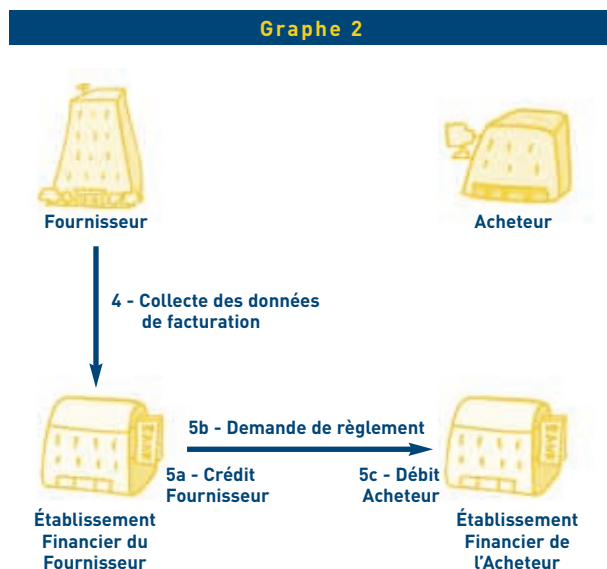 Graphe 2
Fournisseur
Acheteur
4 - Collecte des données
de facturation
5b - Demande de règlement
5a - Crédit
Fournisseur
5c - Débit
Acheteur
Établissement
Financier du
Fournisseur
Établissement
Financier de
l'Acheteur